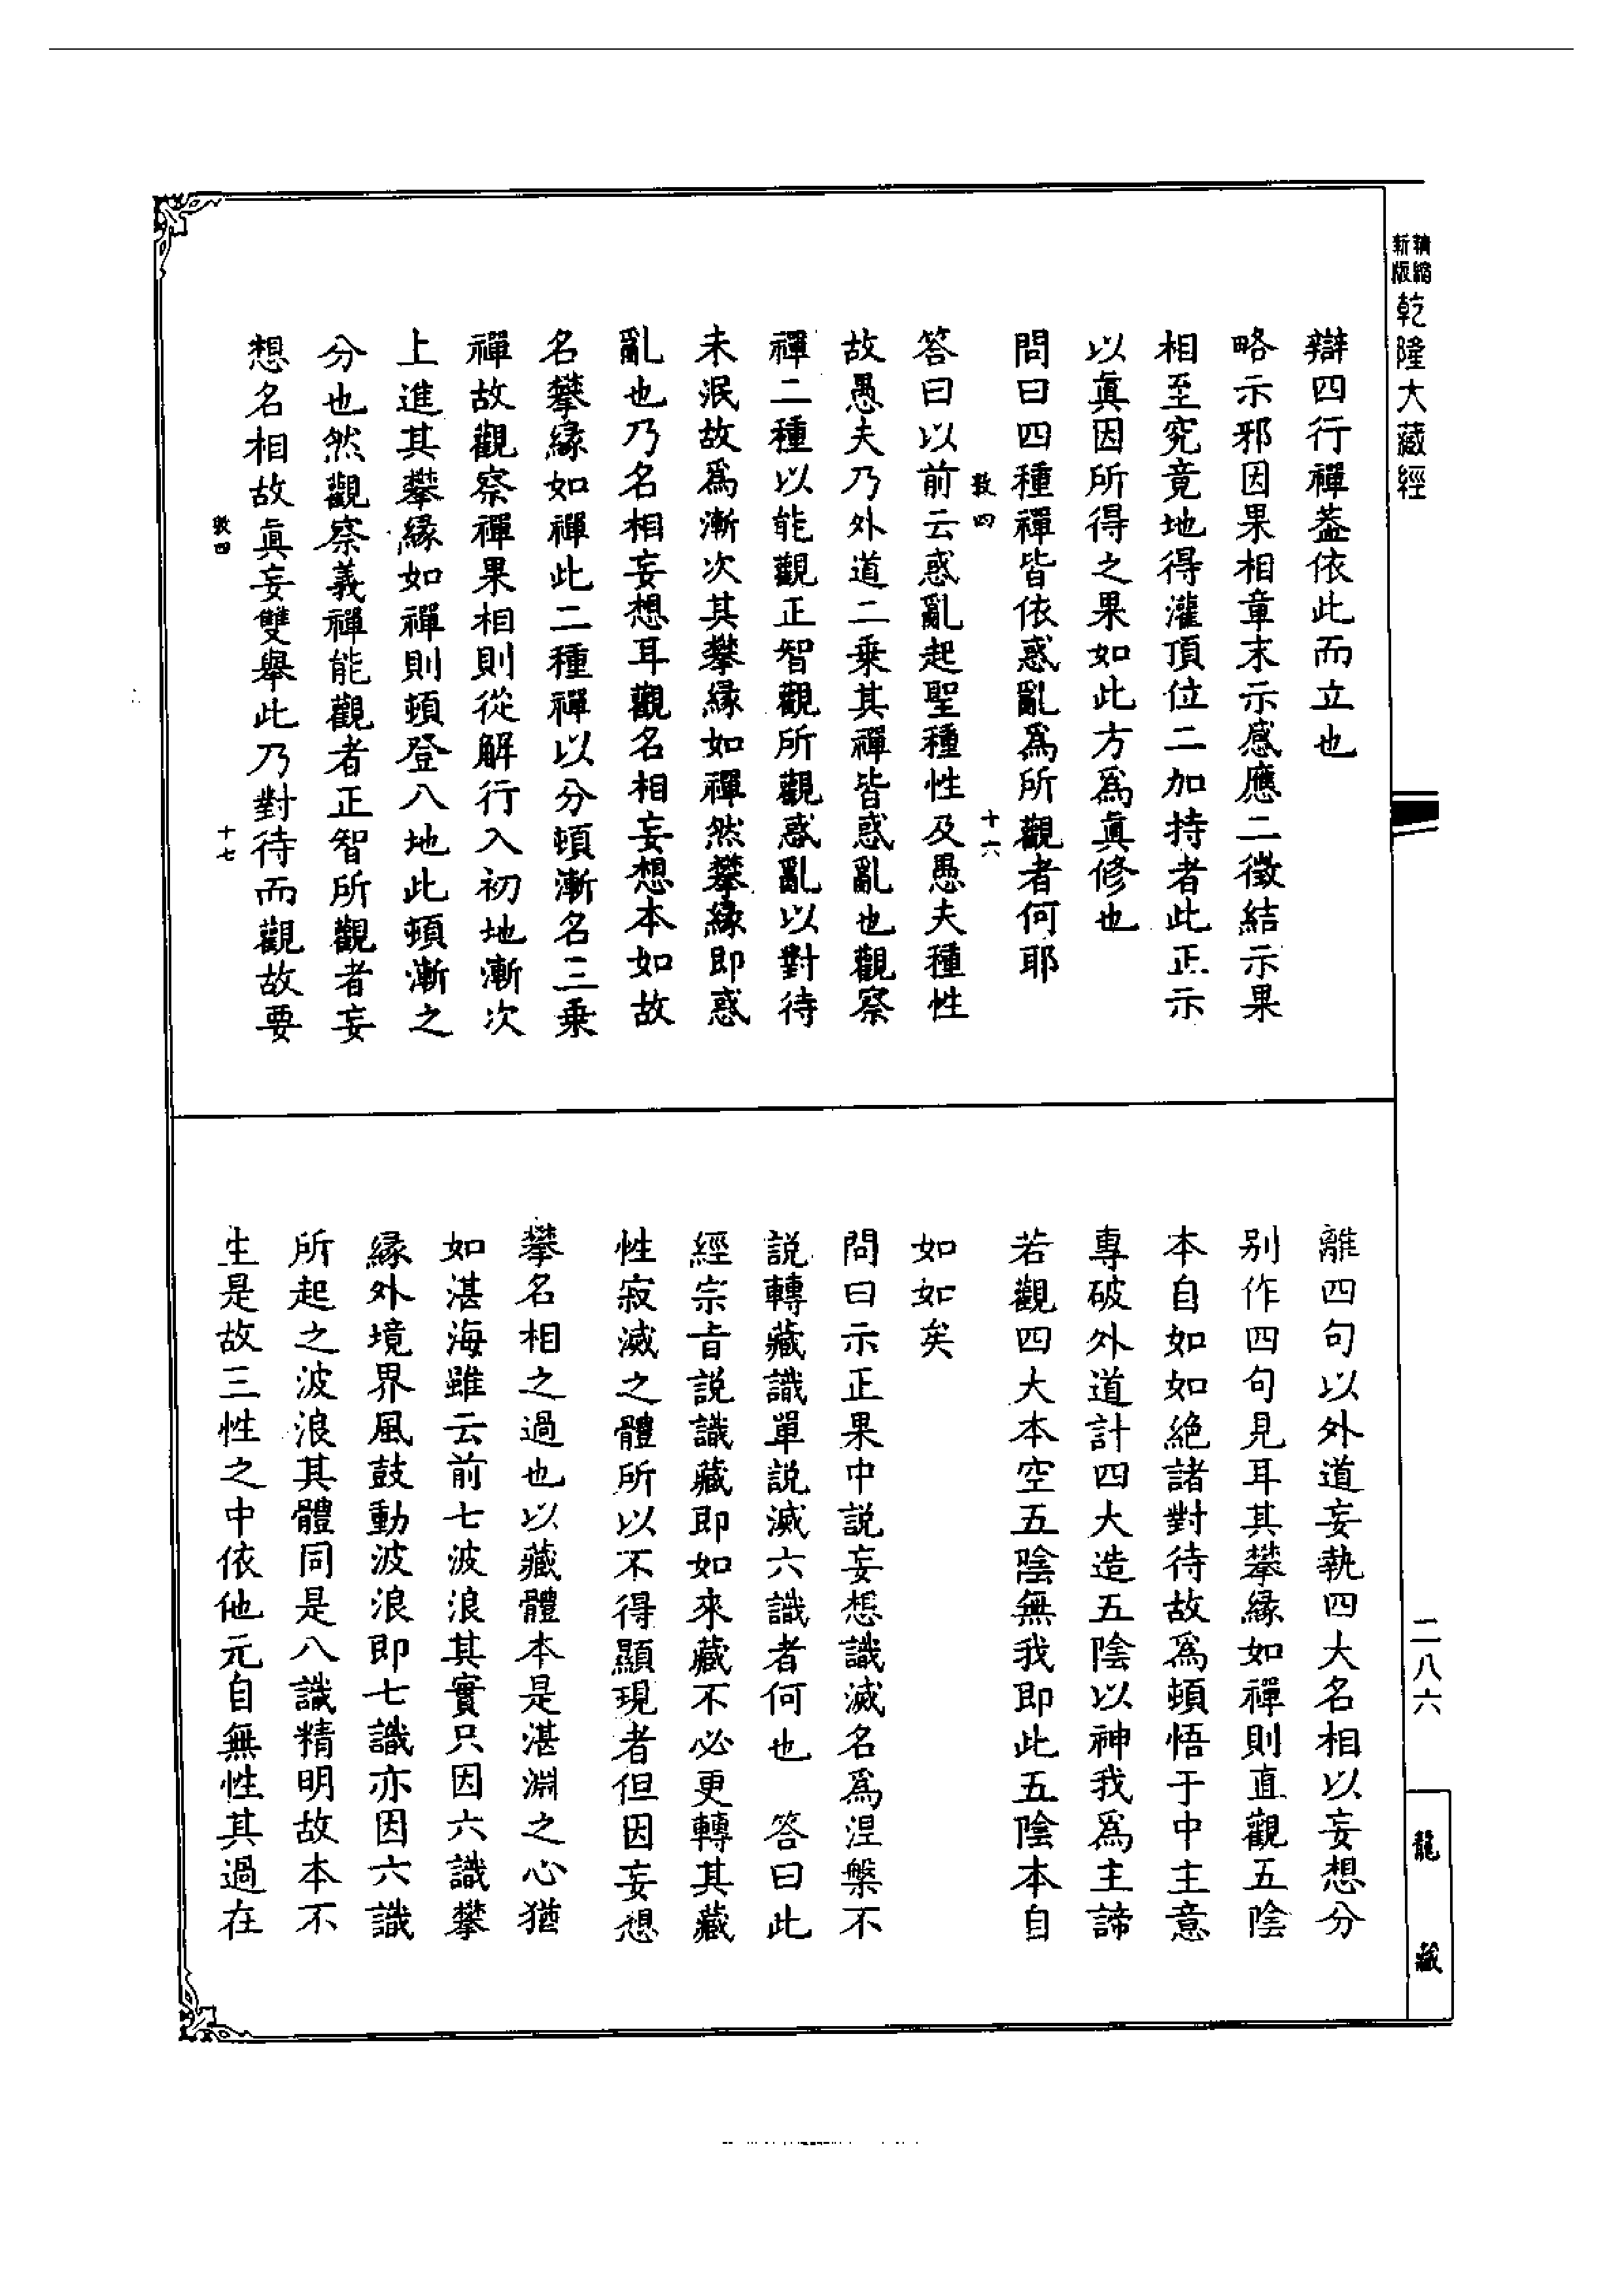 新版精縮乾隆大藏經
辯四行禪葢依此而立也
略示邪因果相章末示感應二徵結示果
相至究竟地得灌頂位二加持者此正示
以眞因所得之果如此方爲眞修也
問曰四種禪皆依惑亂爲所觀者何耶
敦四 十六
答曰以前云惑亂起聖種性及愚夫種性
故愚夫乃外道二乗其禪皆惑亂也觀察
禪二種以能觀正智觀所觀惑亂以對待
未泯故爲漸次其攀緣如禪然攀緣即惑
亂也乃名相妄想耳觀名相妄想本如故
名攀緣如禪此二種禪以分頓漸名三乗
禪故觀察禪果相則從解行入初地漸次
上進其攀緣如禪則頓登八地此頓漸之
分也然觀察義禪能觀者正智所觀者妄
想名相故眞妄雙舉此乃對待而觀故要
敦四 十七
離四句以外道妄執四大名相以妄想分
别作四句見耳其攀緣如禪則直觀五陰
本自如如絶諸對待故爲頓悟于中主意
專破外道計四大造五陰以神我爲主諦
若觀四大本空五陰無我即此五陰本自
如如矣
問曰示正果中説妄想識滅名爲涅槃不
説轉藏識單説滅六識者何也 答曰此
經宗㫖説識藏即如來藏不必更轉其藏
性寂滅之體所以不得顯現者但因妄想
攀名相之過也以藏體本是湛淵之心猶
如湛海雖云前七波浪其實只因六識攀
緣外境界風鼓動波浪即七識亦因六識
所起之波浪其體同是八識精明故本不
生是故三性之中依他元自無性其過在
二八六
龍藏